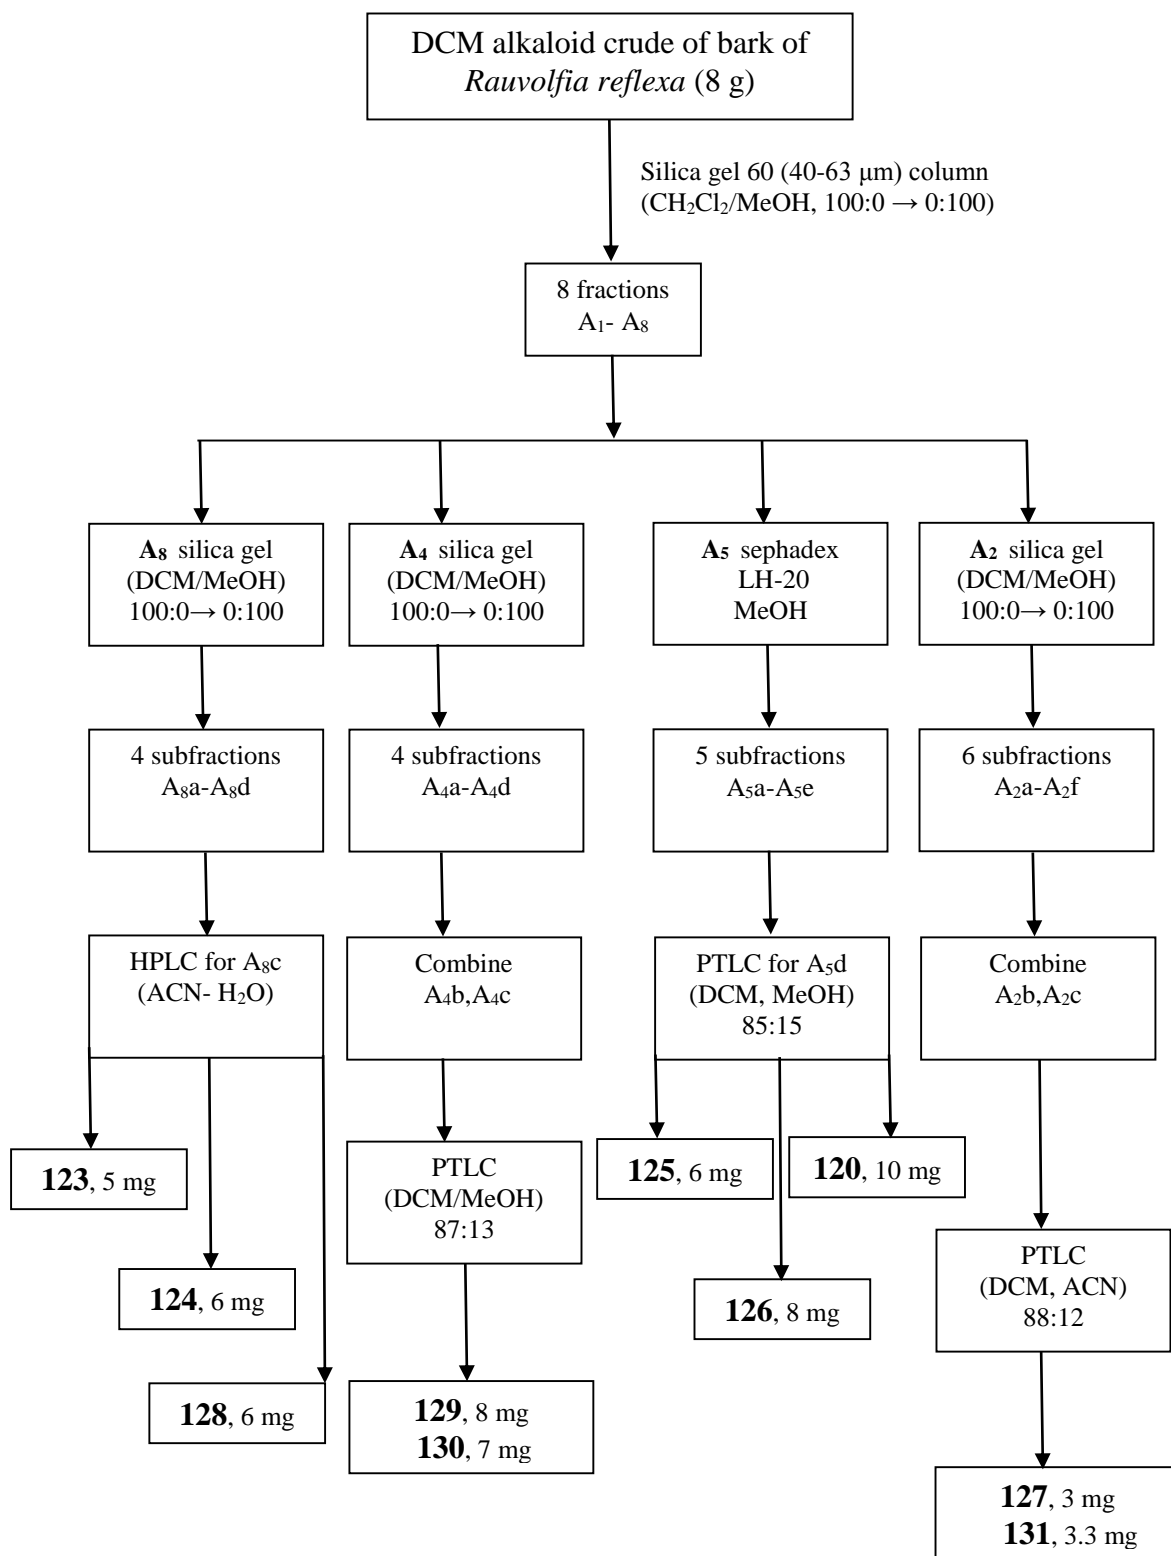 DCM alkaloid crude of bark of
Rauvolfia reflexa (8 g)
Silica gel 60 (40-63 μm) column
(CH₂Cl₂/MeOH, 100:0 → 0:100)
8 fractions
A₁- A₈
A₈ silica gel
(DCM/MeOH)
100:0→ 0:100
A₄ silica gel
(DCM/MeOH)
100:0→ 0:100
A₅ sephadex
LH-20
MeOH
A₂ silica gel
(DCM/MeOH)
100:0→ 0:100
4 subfractions
A₈a-A₈d
4 subfractions
A₄a-A₄d
5 subfractions
A₅a-A₅e
6 subfractions
A₂a-A₂f
HPLC for A₈c
(ACN- H₂O)
Combine
A₄b,A₄c
PTLC for A₅d
(DCM, MeOH)
85:15
Combine
A₂b,A₂c
123, 5 mg
124, 6 mg
128, 6 mg
PTLC
(DCM/MeOH)
87:13
129, 8 mg
130, 7 mg
125, 6 mg
126, 8 mg
120, 10 mg
PTLC
(DCM, ACN)
88:12
127, 3 mg
131, 3.3 mg